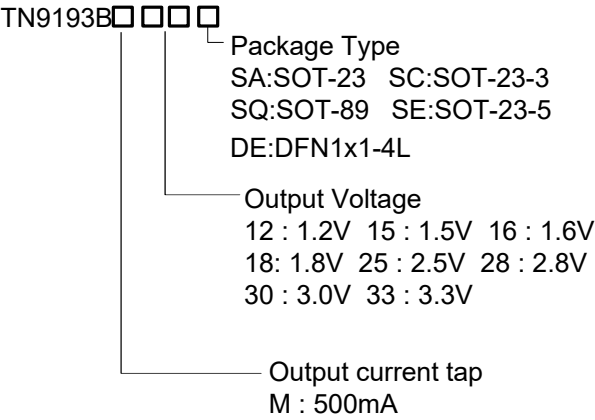 TN9193B□ □□ □
Package Type
SA:SOT-23 SC:SOT-23-3
SQ:SOT-89 SE:SOT-23-5
DE:DFN1x1-4L
Output Voltage
12 : 1.2V 15 : 1.5V 16 : 1.6V
18: 1.8V 25 : 2.5V 28 : 2.8V
30 : 3.0V 33 : 3.3V
Output current tap
M : 500mA